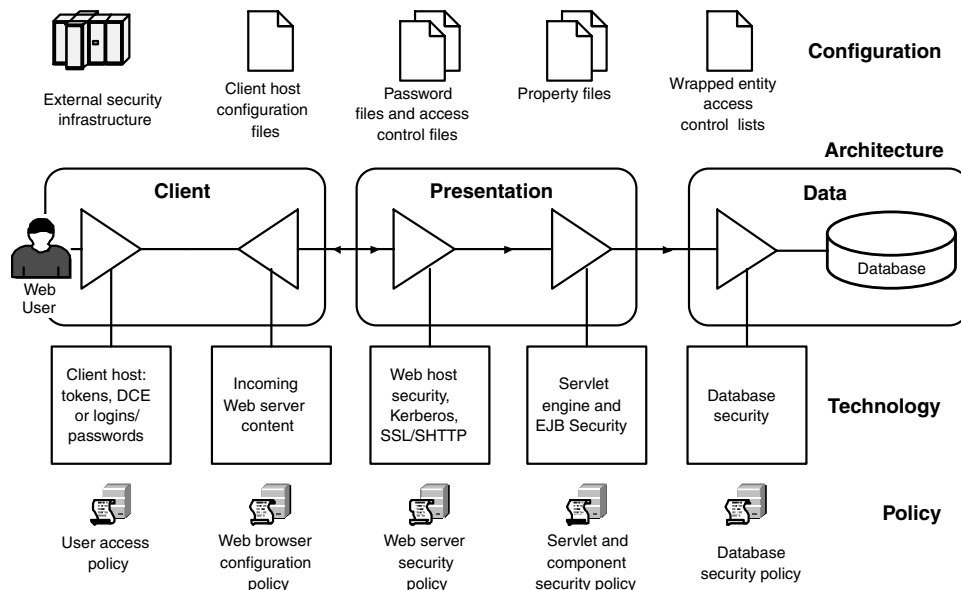 Configuration
External security
infrastructure
Client host
configuration
files
Password
files and access
control files
Property files
Wrapped entity
access
control lists
Architecture
Client
Presentation
Data
Web
User
Database
Client host:
tokens, DCE
or logins/
passwords
Incoming
Web server
content
Web host
security,
Kerberos,
SSL/SHTTP
Servlet
engine and
EJB Security
Database
security
Technology
Policy
User access
policy
Web browser
configuration
policy
Web server
security
policy
Servlet and
component
security policy
Database
security policy